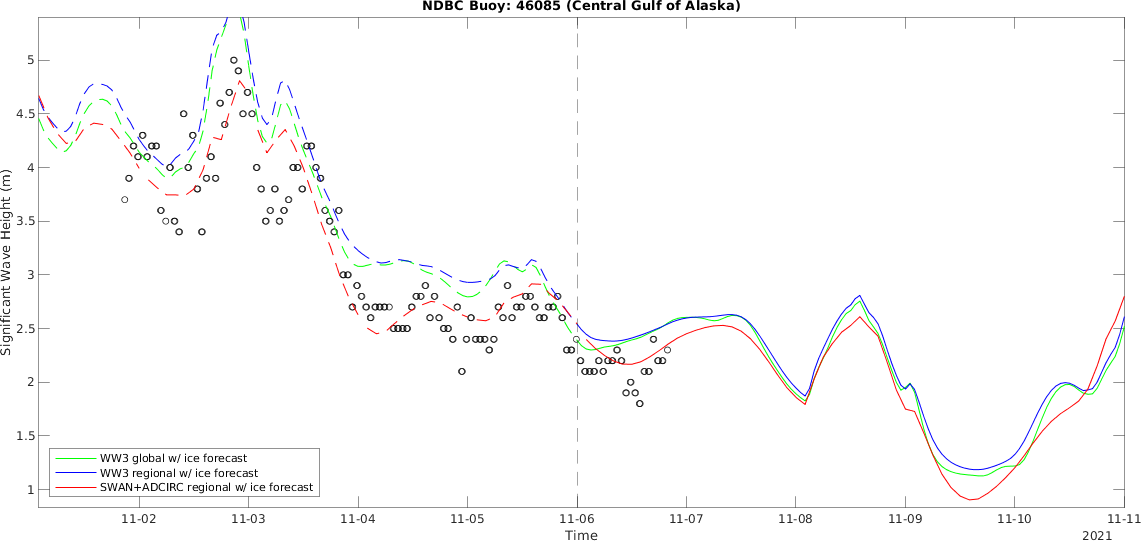 NDBC Buoy: 46085 (Central Gulf of Alaska)
5
4.5
4
3.5
3
2.5
2
1.5
1
Significant Wave Height (m)
WW3 global w/ ice forecast
WW3 regional w/ ice forecast
SWAN+ADCIRC regional w/ ice forecast
11-02 11-03 11-04 11-05 11-06 11-07 11-08 11-09 11-10 11-11
Time
2021